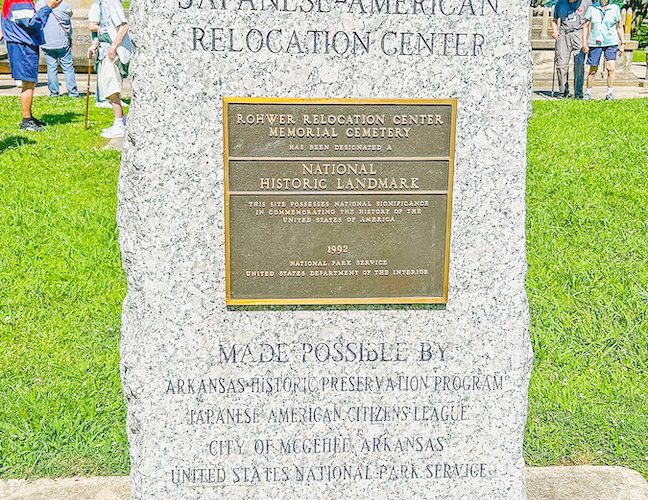 JAPANESE-AMERICAN
RELOCATION CENTER
ROHWER RELOCATION CENTER
MEMORIAL CEMETERY
HAS BEEN DESIGNATED A
NATIONAL
HISTORIC LANDMARK
THIS SITE POSSESSES NATIONAL SIGNIFICANCE
IN COMMEMORATING THE HISTORY OF THE
UNITED STATES OF AMERICA
1992
NATIONAL PARK SERVICE
UNITED STATES DEPARTMENT OF THE INTERIOR
MADE POSSIBLE BY
ARKANSAS HISTORIC PRESERVATION PROGRAM
JAPANESE AMERICAN CITIZENS LEAGUE
CITY OF MCGEHEE, ARKANSAS
UNITED STATES NATIONAL PARK SERVICE